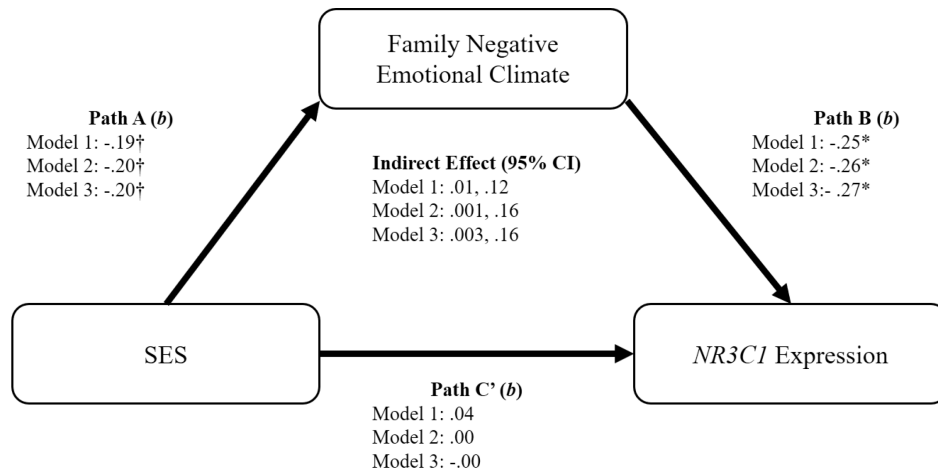 Family Negative
Emotional Climate
Path A (b)
Model 1: -.19†
Model 2: -.20†
Model 3: -.20†
Path B (b)
Model 1: -.25*
Model 2: -.26*
Model 3:- .27*
Indirect Effect (95% CI)
Model 1: .01, .12
Model 2: .001, .16
Model 3: .003, .16
SES
NR3C1 Expression
Path C’ (b)
Model 1: .04
Model 2: .00
Model 3: -.00